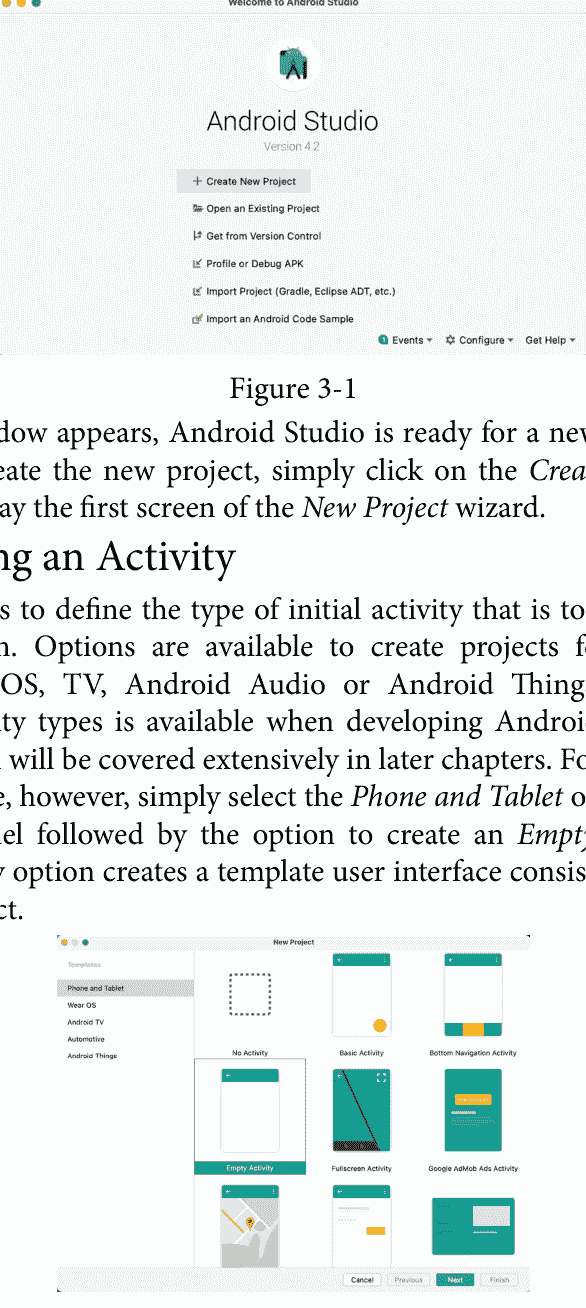 Welcome to Android Studio
Android Studio
Version 4.2
Create New Project
Open an Existing Project
Get from Version Control
Profile or Debug APK
Import Project (Gradle, Eclipse ADT, etc.)
Import an Android Code Sample
Events Configure Get Help
Figure 3-1
dow appears, Android Studio is ready for a new
eate the new project, simply click on the Crea
ay the first screen of the New Project wizard.
ng an Activity
s to define the type of initial activity that is to
n. Options are available to create projects f
OS, TV, Android Audio or Android Thing
ity types is available when developing Androi
will be covered extensively in later chapters. Fo
e, however, simply select the Phone and Tablet o
nel followed by the option to create an Empty
y option creates a template user interface consis
ct.
New Project
Templates
Phone and Tablet
Wear OS
Android TV
Automotive
Android Things
No Activity Basic Activity Bottom Navigation Activity
Empty Activity Fullscreen Activity Google AdMob Ads Activity
Cancel Previous Next Finish